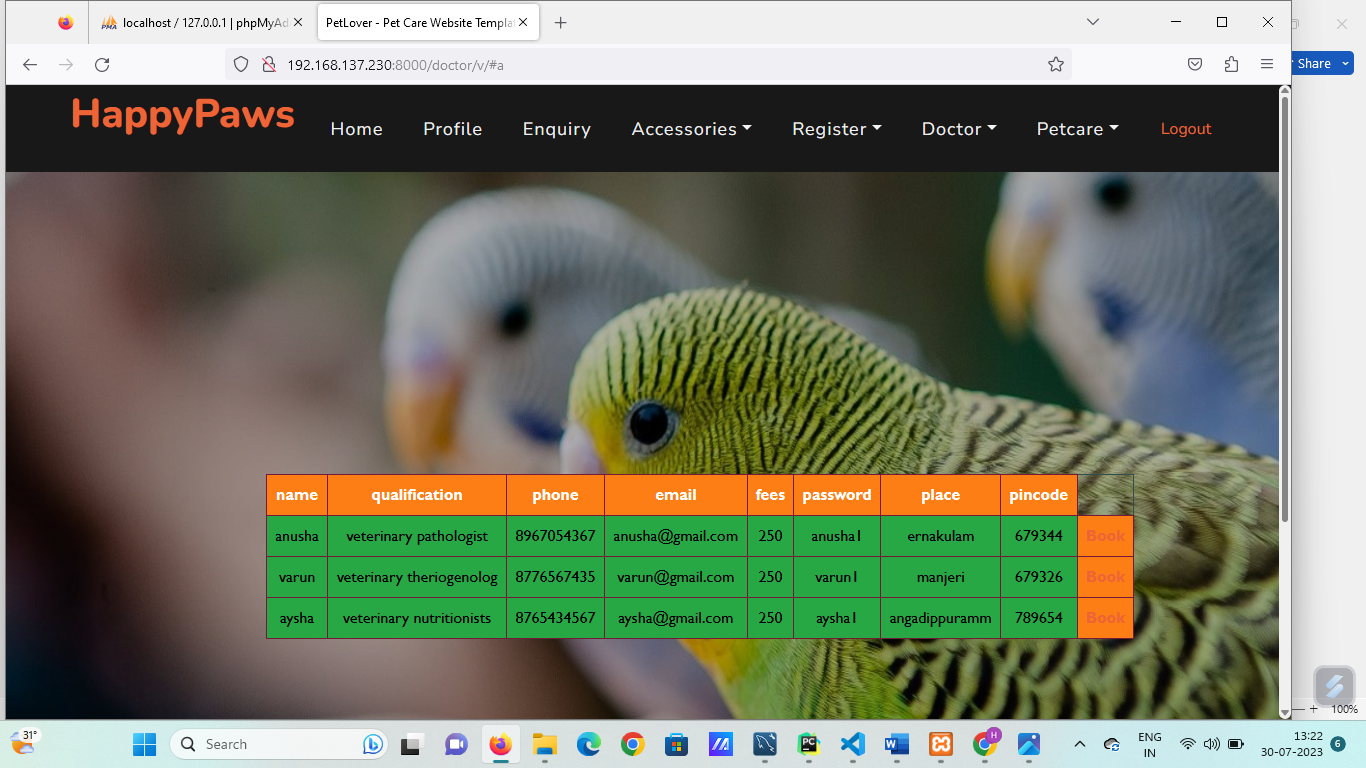 localhost / 127.0.0.1 | phpMyAd
PetLover - Pet Care Website Templat
192.168.137.230:8000/doctor/v/#a
Share
HappyPaws
Home Profile Enquiry Accessories Register Doctor Petcare Logout
name qualification phone email fees password place pincode
anusha veterinary pathologist 8967054367 anusha@gmail.com 250 anusha1 ernakulam 679344 Book
varun veterinary theriogenolog 8776567435 varun@gmail.com 250 varun1 manjeri 679326 Book
aysha veterinary nutritionists 8765434567 aysha@gmail.com 250 aysha1 angadippuramm 789654 Book
100%
31°
Search
H
ENG
IN
13:22
30-07-2023
6